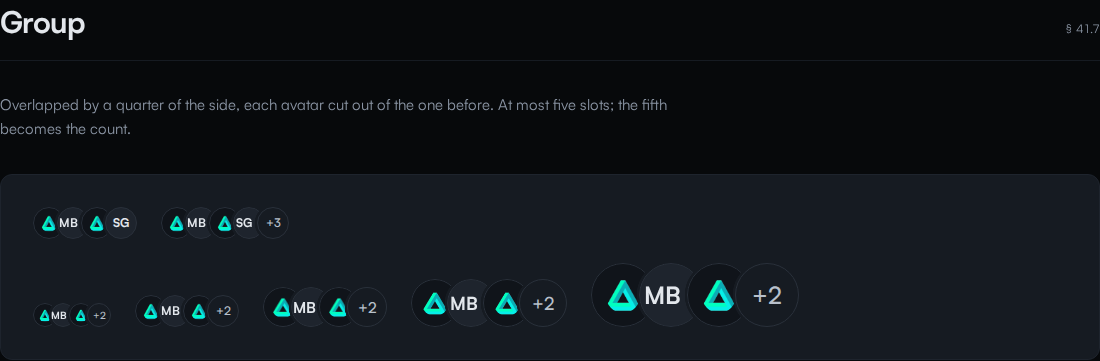 Group
§ 41.7
Overlapped by a quarter of the side, each avatar cut out of the one before. At most five slots; the fifth
becomes the count.
MB SG MB SG +3
MB +2 MB +2 MB +2 MB +2 MB +2